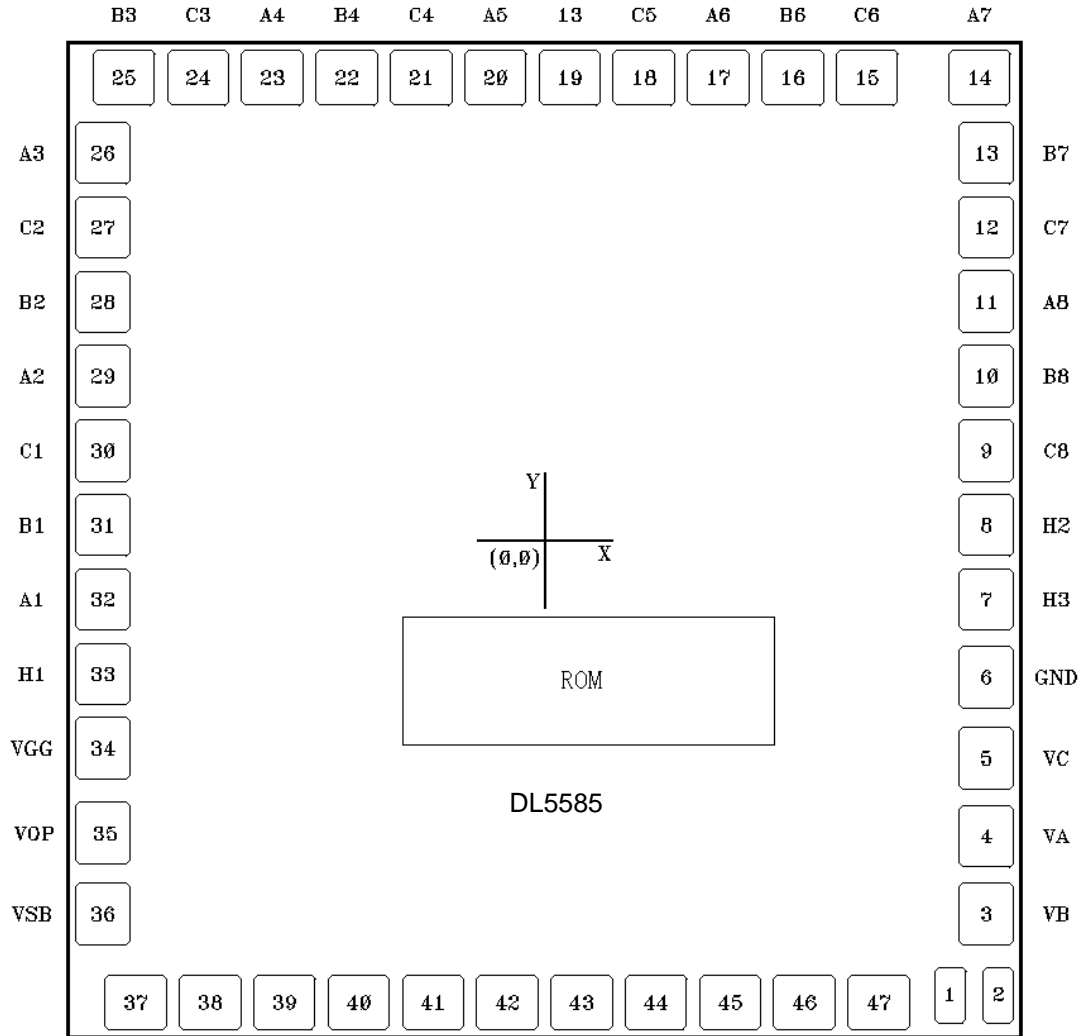 B3 C3 A4 B4 C4 A5 13 C5 A6 B6 C6 A7
25 24 23 22 21 20 19 18 17 16 15 14
A3 26 13 B7
C2 27 12 C7
B2 28 11 A8
A2 29 10 B8
C1 30 9 C8
B1 31 Y 8 H2
(0,0) X
A1 32 7 H3
H1 33 ROM 6 GND
VGG 34 5 VC
DL5585
VOP 35 4 VA
VSB 36 3 VB
37 38 39 40 41 42 43 44 45 46 47 1 2